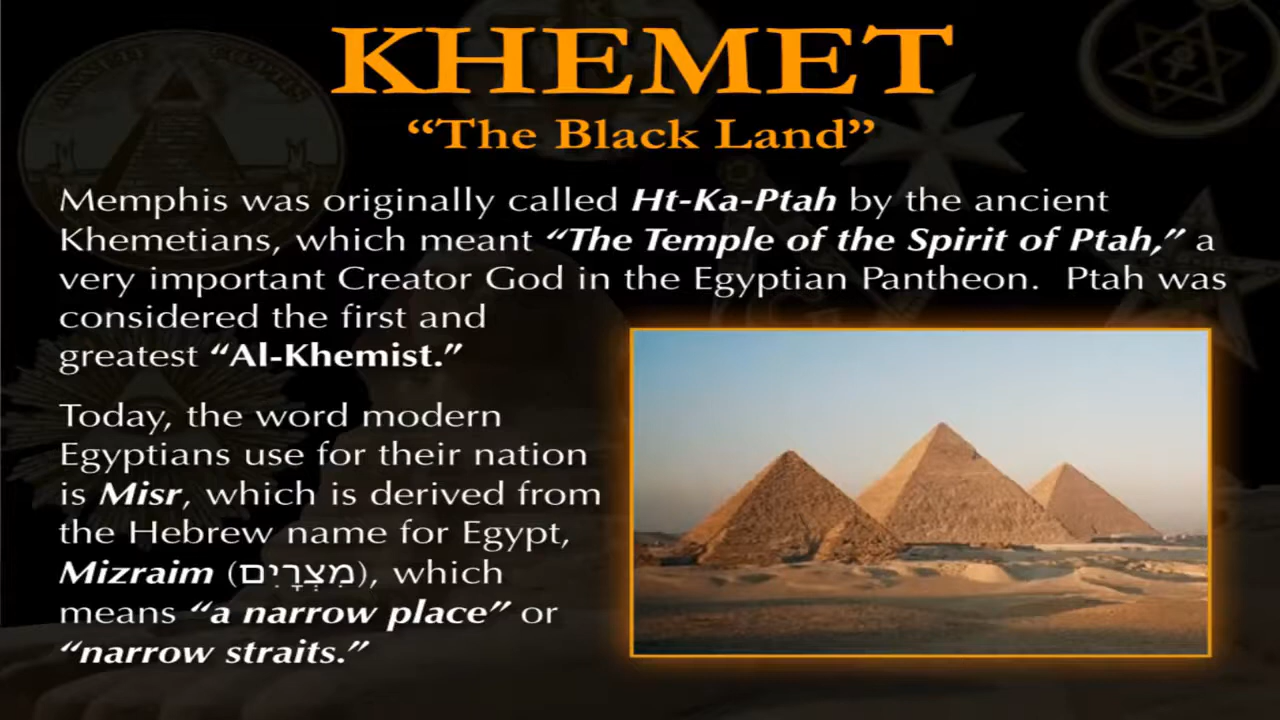 KHEMET
“The Black Land”
Memphis was originally called Ht-Ka-Ptah by the ancient
Khemetians, which meant “The Temple of the Spirit of Ptah,” a
very important Creator God in the Egyptian Pantheon. Ptah was
considered the first and
greatest “Al-Khemist.”
Today, the word modern
Egyptians use for their nation
is Misr, which is derived from
the Hebrew name for Egypt,
Mizraim (מִצְרָיִם), which
means “a narrow place” or
“narrow straits.”